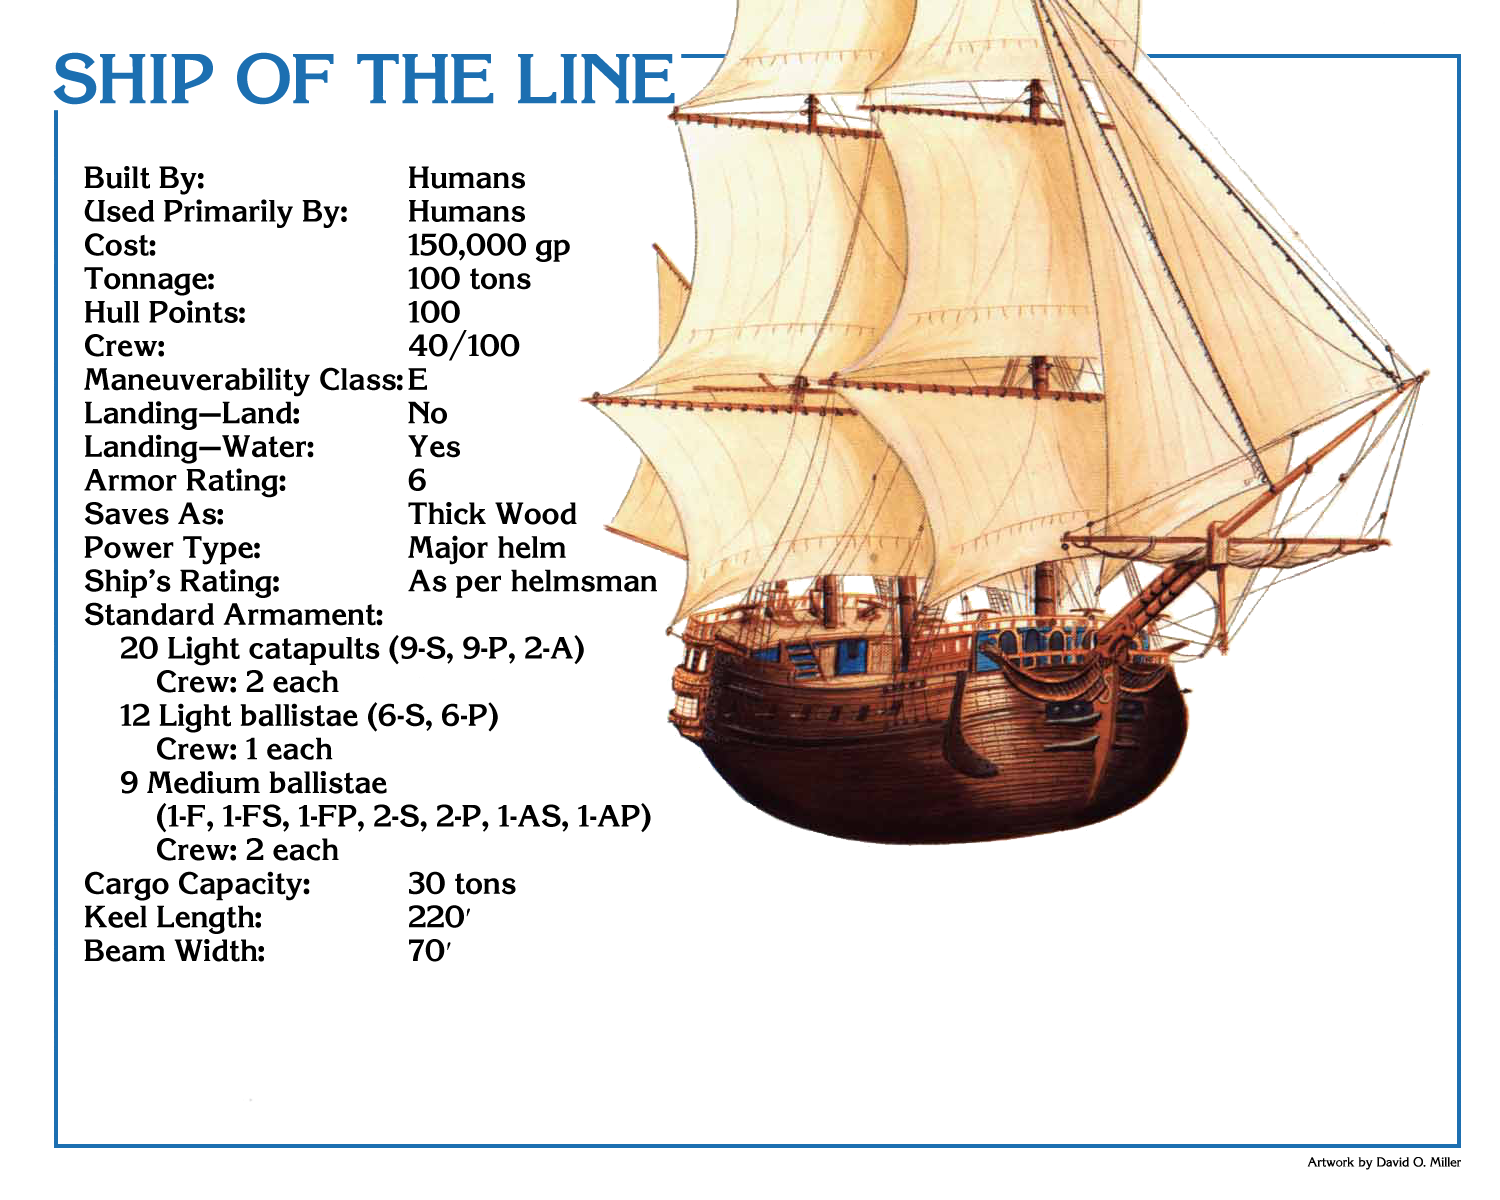 SHIP OF THE LINE
Built By: Humans
Used Primarily By: Humans
Cost: 150,000 gp
Tonnage: 100 tons
Hull Points: 100
Crew: 40/100
Maneuverability Class: E
Landing—Land: No
Landing—Water: Yes
Armor Rating: 6
Saves As: Thick Wood
Power Type: Major helm
Ship's Rating: As per helmsman
Standard Armament:
20 Light catapults (9-S, 9-P, 2-A)
Crew: 2 each
12 Light ballistae (6-S, 6-P)
Crew: 1 each
9 Medium ballistae
(1-F, 1-FS, 1-FP, 2-S, 2-P, 1-AS, 1-AP)
Crew: 2 each
Cargo Capacity: 30 tons
Keel Length: 220′
Beam Width: 70′
Artwork by David O. Miller